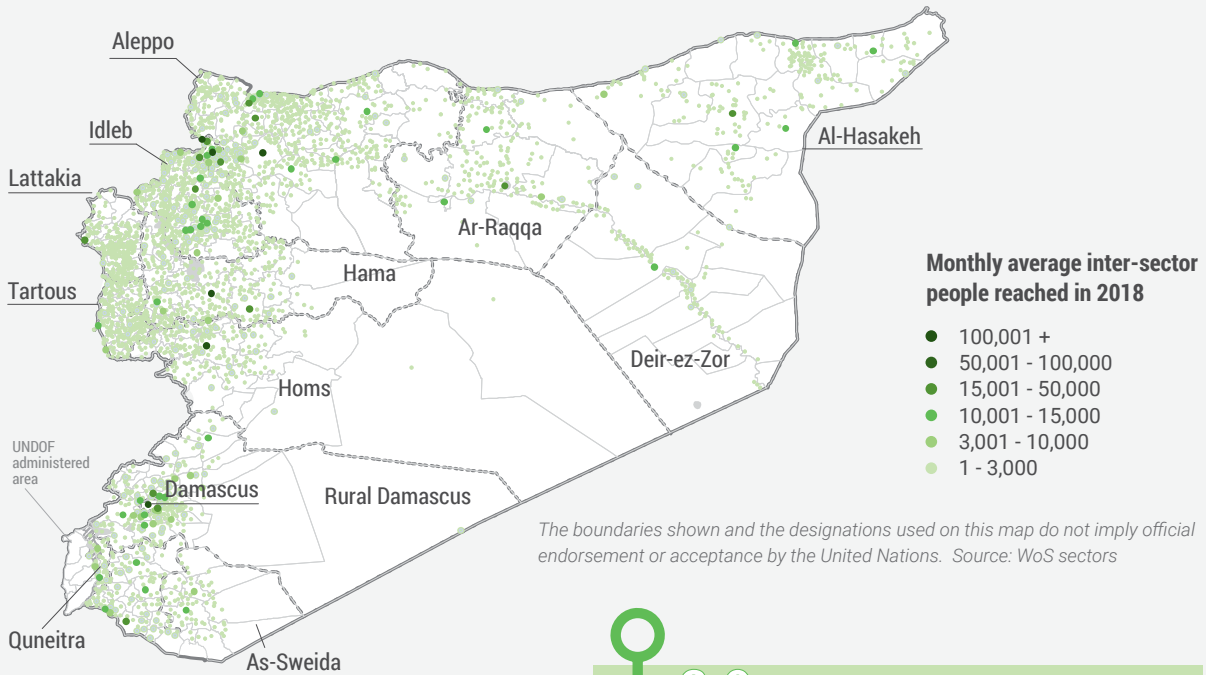 Aleppo
Idleb
Al-Hasakeh
Lattakia
Ar-Raqqa
Hama
Tartous
Monthly average inter-sector
people reached in 2018
100,001 +
50,001 - 100,000
15,001 - 50,000
10,001 - 15,000
3,001 - 10,000
1 - 3,000
Deir-ez-Zor
Homs
UNDOF
administered
area
Damascus
Rural Damascus
The boundaries shown and the designations used on this map do not imply official
endorsement or acceptance by the United Nations. Source: WoS sectors
Quneitra
As-Sweida